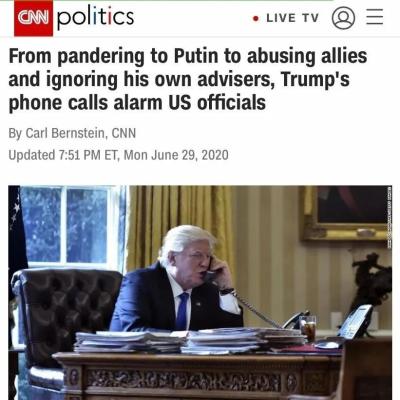 CNN politics
LIVE TV
From pandering to Putin to abusing allies
and ignoring his own advisers, Trump's
phone calls alarm US officials
By Carl Bernstein, CNN
Updated 7:51 PM ET, Mon June 29, 2020